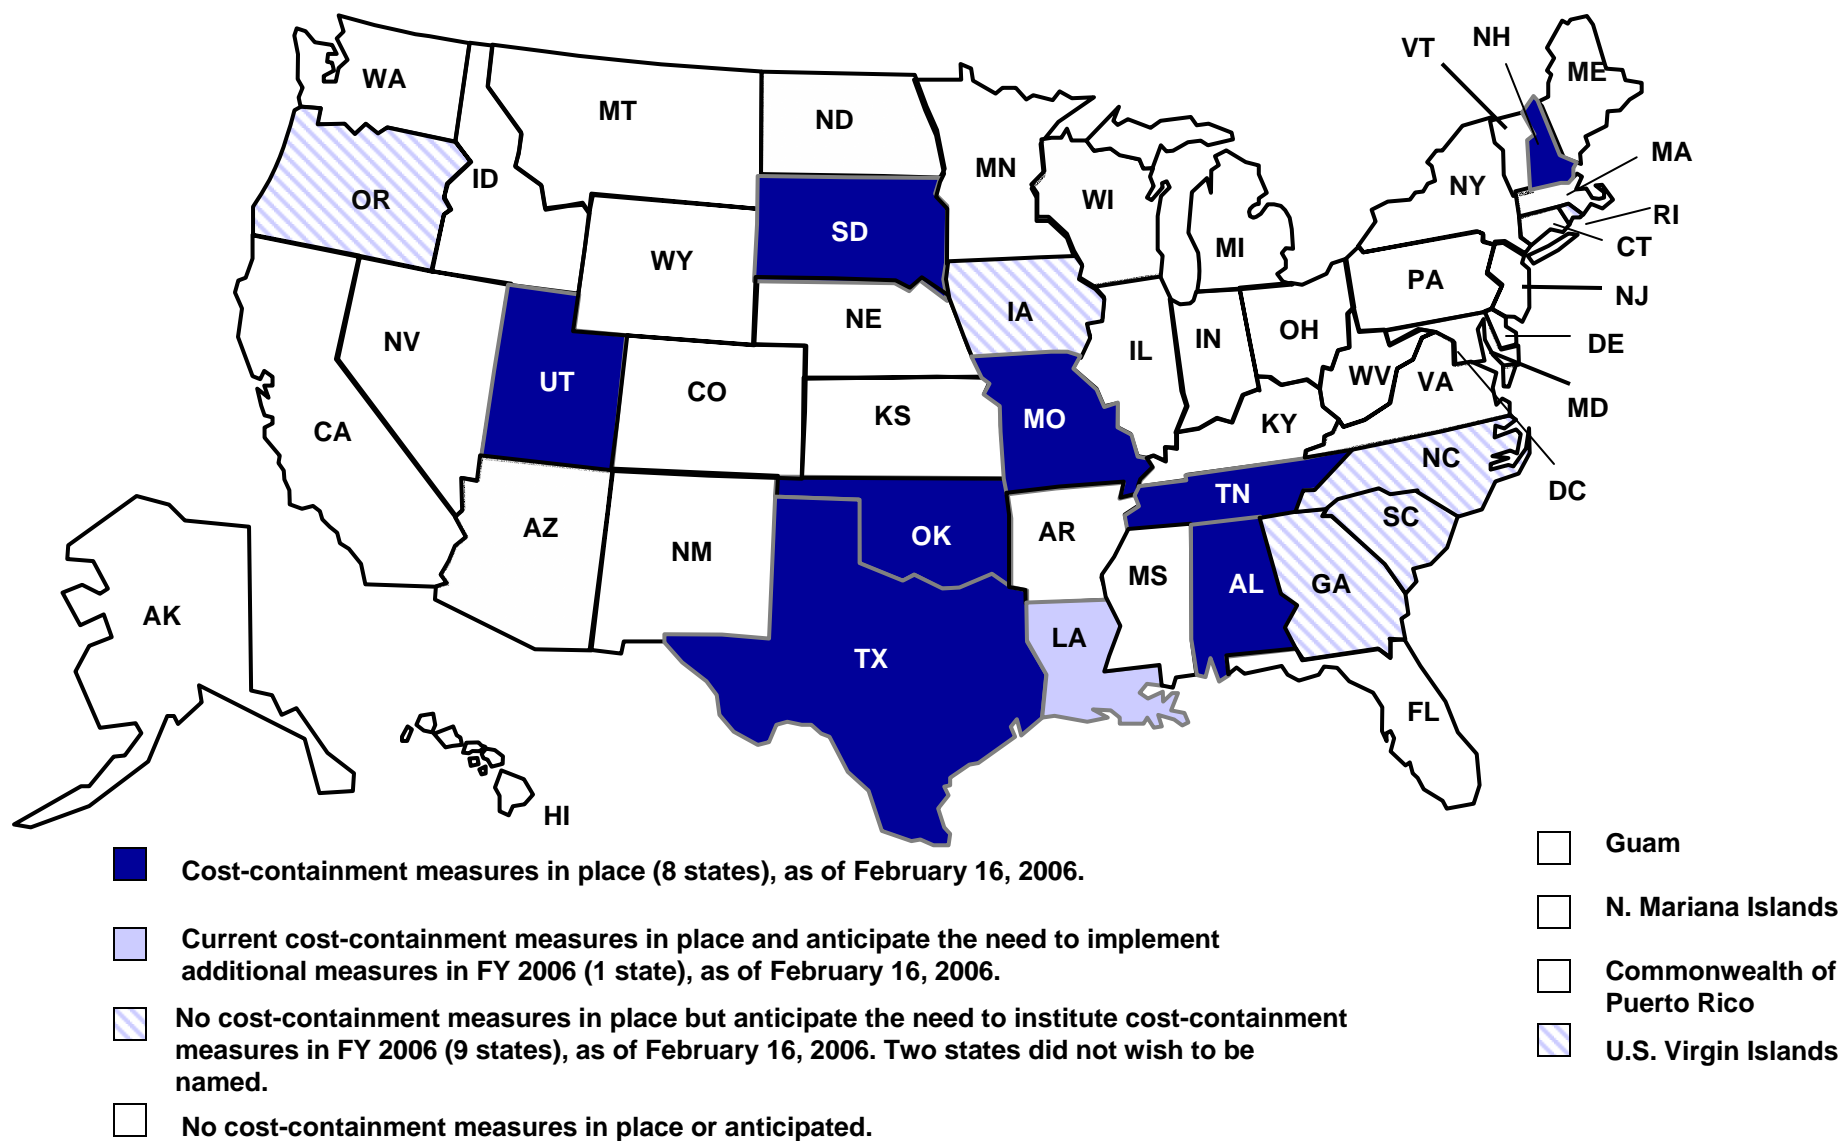 NH
VT
ME
WA
MT
ND
MN
MA
ID
OR
WI
NY
RI
SD
MI
CT
WY
PA
NJ
NE
IA
OH
DE
NV
IL
IN
UT
CO
WV
VA
MD
KS
MO
KY
CA
NC
TN
DC
AZ
NM
OK
AR
SC
MS
AL
GA
AK
LA
TX
FL
HI
Cost-containment measures in place (8 states), as of February 16, 2006.
Current cost-containment measures in place and anticipate the need to implement
additional measures in FY 2006 (1 state), as of February 16, 2006.
No cost-containment measures in place but anticipate the need to institute cost-containment
measures in FY 2006 (9 states), as of February 16, 2006. Two states did not wish to be
named.
No cost-containment measures in place or anticipated.
Guam
N. Mariana Islands
Commonwealth of
Puerto Rico
U.S. Virgin Islands